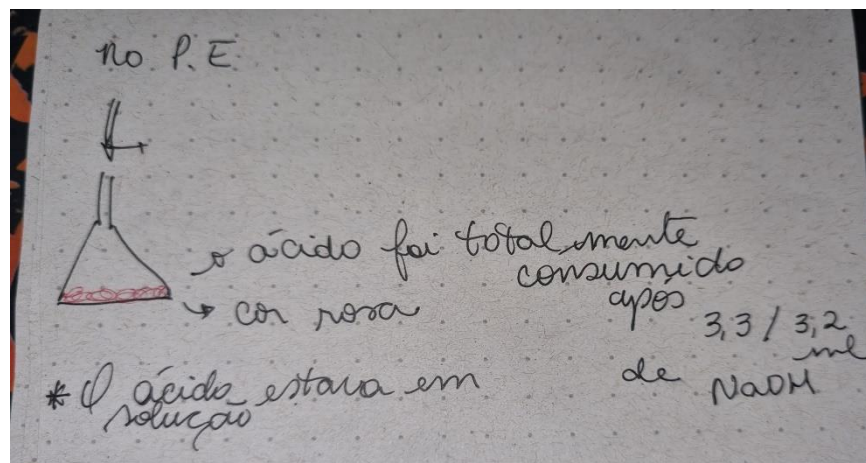 no P.E.
o ácido foi totalmente
consumido
após
3,3 / 3,2
ml
de NaOH
→ cor rosa
* O ácido estava em
solução